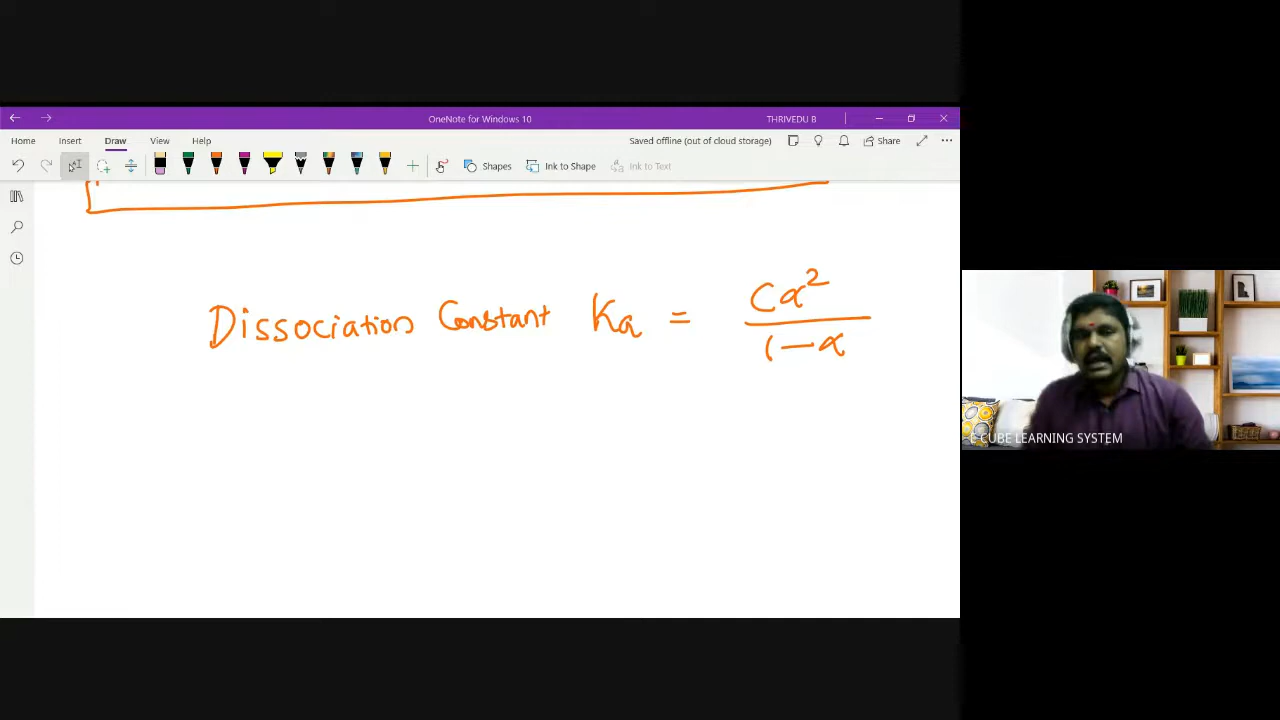 OneNote for Windows 10
THRIVEDU B
Home Insert Draw View Help
Saved offline (out of cloud storage)
Share
Shapes
Ink to Shape
Ink to Text
Dissociation Constant Ka = Cα²
1-α
C CUBE LEARNING SYSTEM